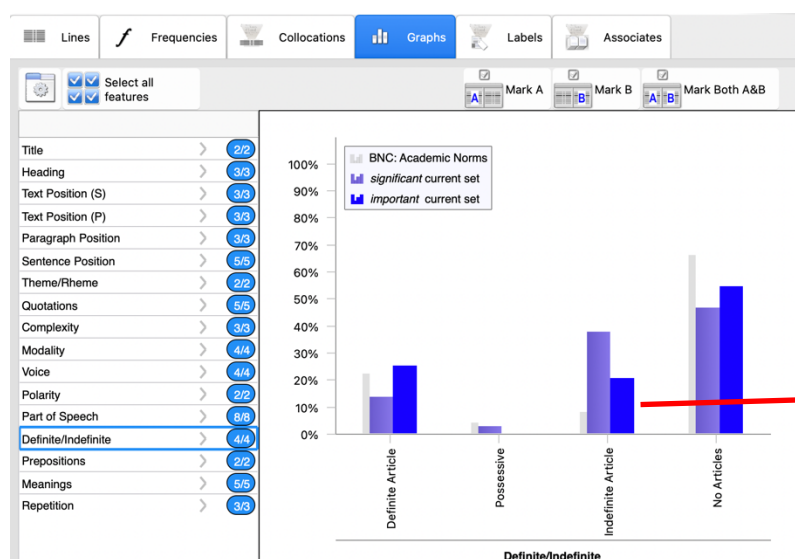 Lines
Frequencies
Collocations
Graphs
Labels
Associates
Select all
features
A
Mark A
B
Mark B
A B
Mark Both A&B
Title 2/2
Heading 3/3
Text Position (S) 3/3
Text Position (P) 3/3
Paragraph Position 3/3
Sentence Position 5/5
Theme/Rheme 2/2
Quotations 5/5
Complexity 3/3
Modality 4/4
Voice 4/4
Polarity 2/2
Part of Speech 8/8
Definite/Indefinite 4/4
Prepositions 2/2
Meanings 5/5
Repetition 3/3
BNC: Academic Norms
significant current set
important current set
100%
90%
80%
70%
60%
50%
40%
30%
20%
10%
0%
Definite Article
Possessive
Indefinite Article
No Articles
Definite/Indefinite